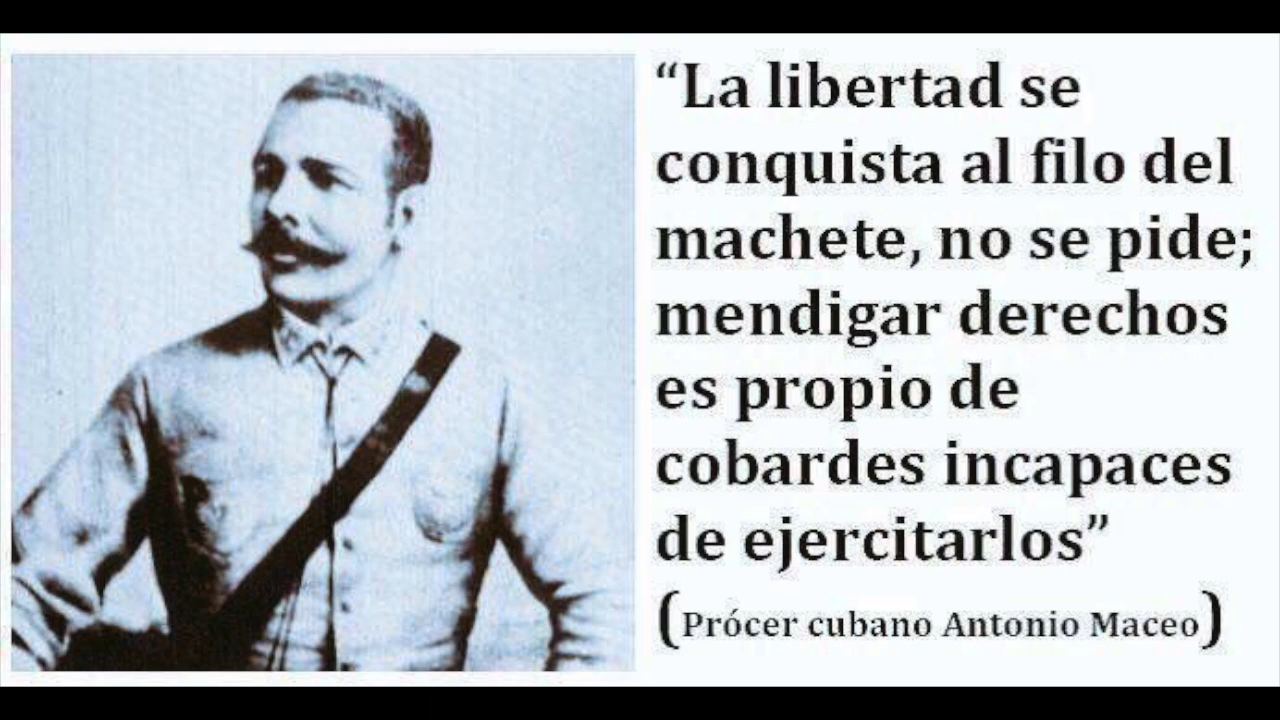 “La libertad se
conquista al filo del
machete, no se pide;
mendigar derechos
es propio de
cobardes incapaces
de ejercitarlos”
(Prócer cubano Antonio Maceo)